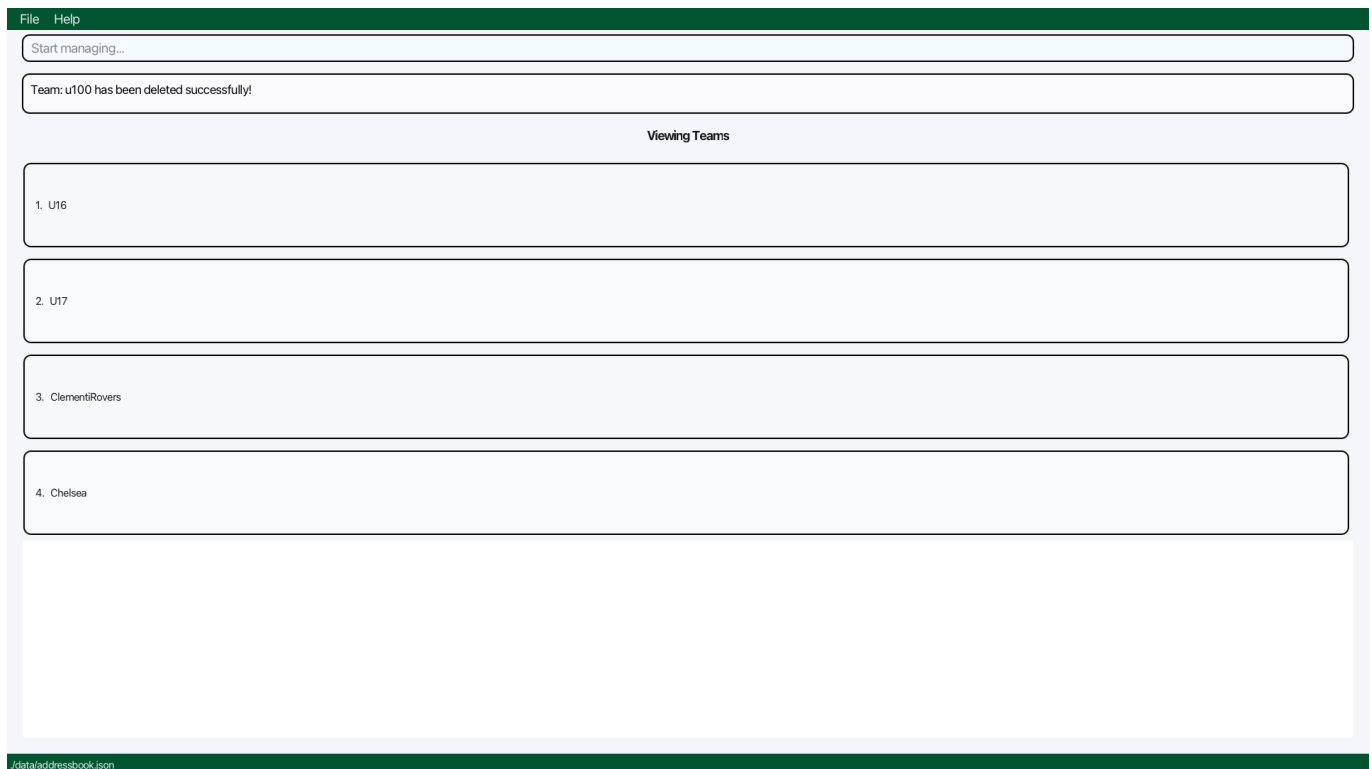 File Help
Start managing...
Team: u100 has been deleted successfully!
Viewing Teams
1. U16
2. U17
3. ClementiRovers
4. Chelsea
./data/addressbook.json